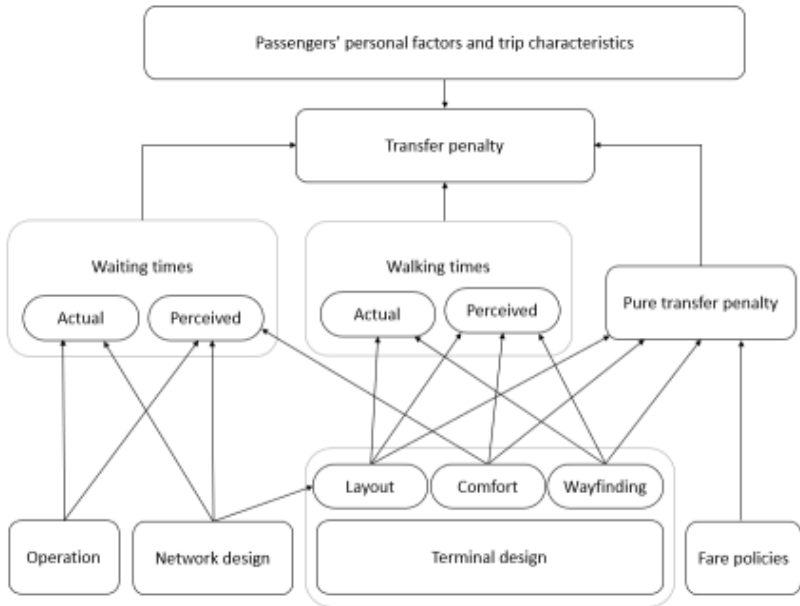 Passengers' personal factors and trip characteristics
Transfer penalty
Waiting times
Actual
Perceived
Walking times
Actual
Perceived
Pure transfer penalty
Layout
Comfort
Wayfinding
Operation
Network design
Terminal design
Fare policies